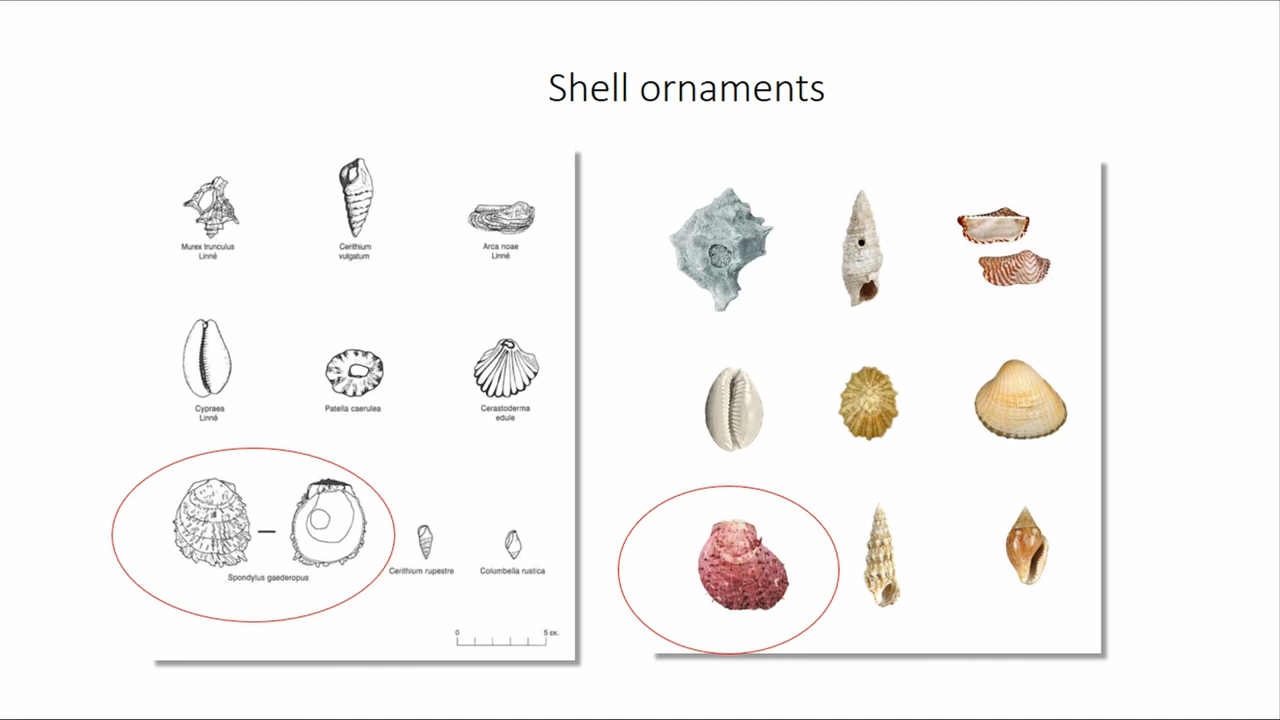 Shell ornaments
Murex trunculus
Linné
Cerithium
vulgatum
Arca noae
Linné
Cypraea
Linné
Patella caerulea
Cerastoderma
edule
Spondylus gaederopus
Cerithium rupestre
Columbella rustica
0 5 εκ.